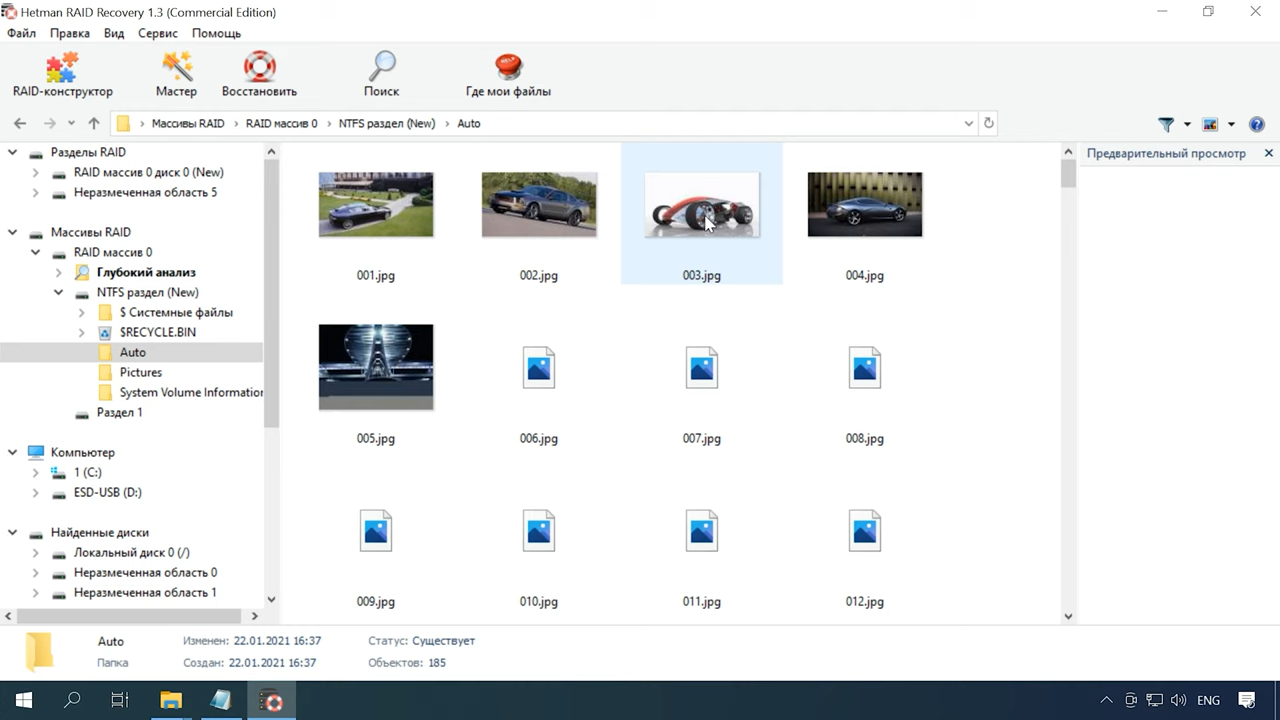 Hetman RAID Recovery 1.3 (Commercial Edition)
Файл Правка Вид Сервис Помощь
RAID-конструктор Мастер Восстановить Поиск Где мои файлы
Массивы RAID RAID массив 0 NTFS раздел (New) Auto
Разделы RAID
RAID массив 0 диск 0 (New)
Неразмеченная область 5
Массивы RAID
RAID массив 0
Глубокий анализ
NTFS раздел (New)
$ Системные файлы
$RECYCLE.BIN
Auto
Pictures
System Volume Information
Раздел 1
Компьютер
1 (C:)
ESD-USB (D:)
Найденные диски
Локальный диск 0 (/)
Неразмеченная область 0
Неразмеченная область 1
001.jpg 002.jpg 003.jpg 004.jpg
005.jpg 006.jpg 007.jpg 008.jpg
009.jpg 010.jpg 011.jpg 012.jpg
Предварительный просмотр
Auto Изменен: 22.01.2021 16:37 Статус: Существует
Папка Создан: 22.01.2021 16:37 Объектов: 185
ENG